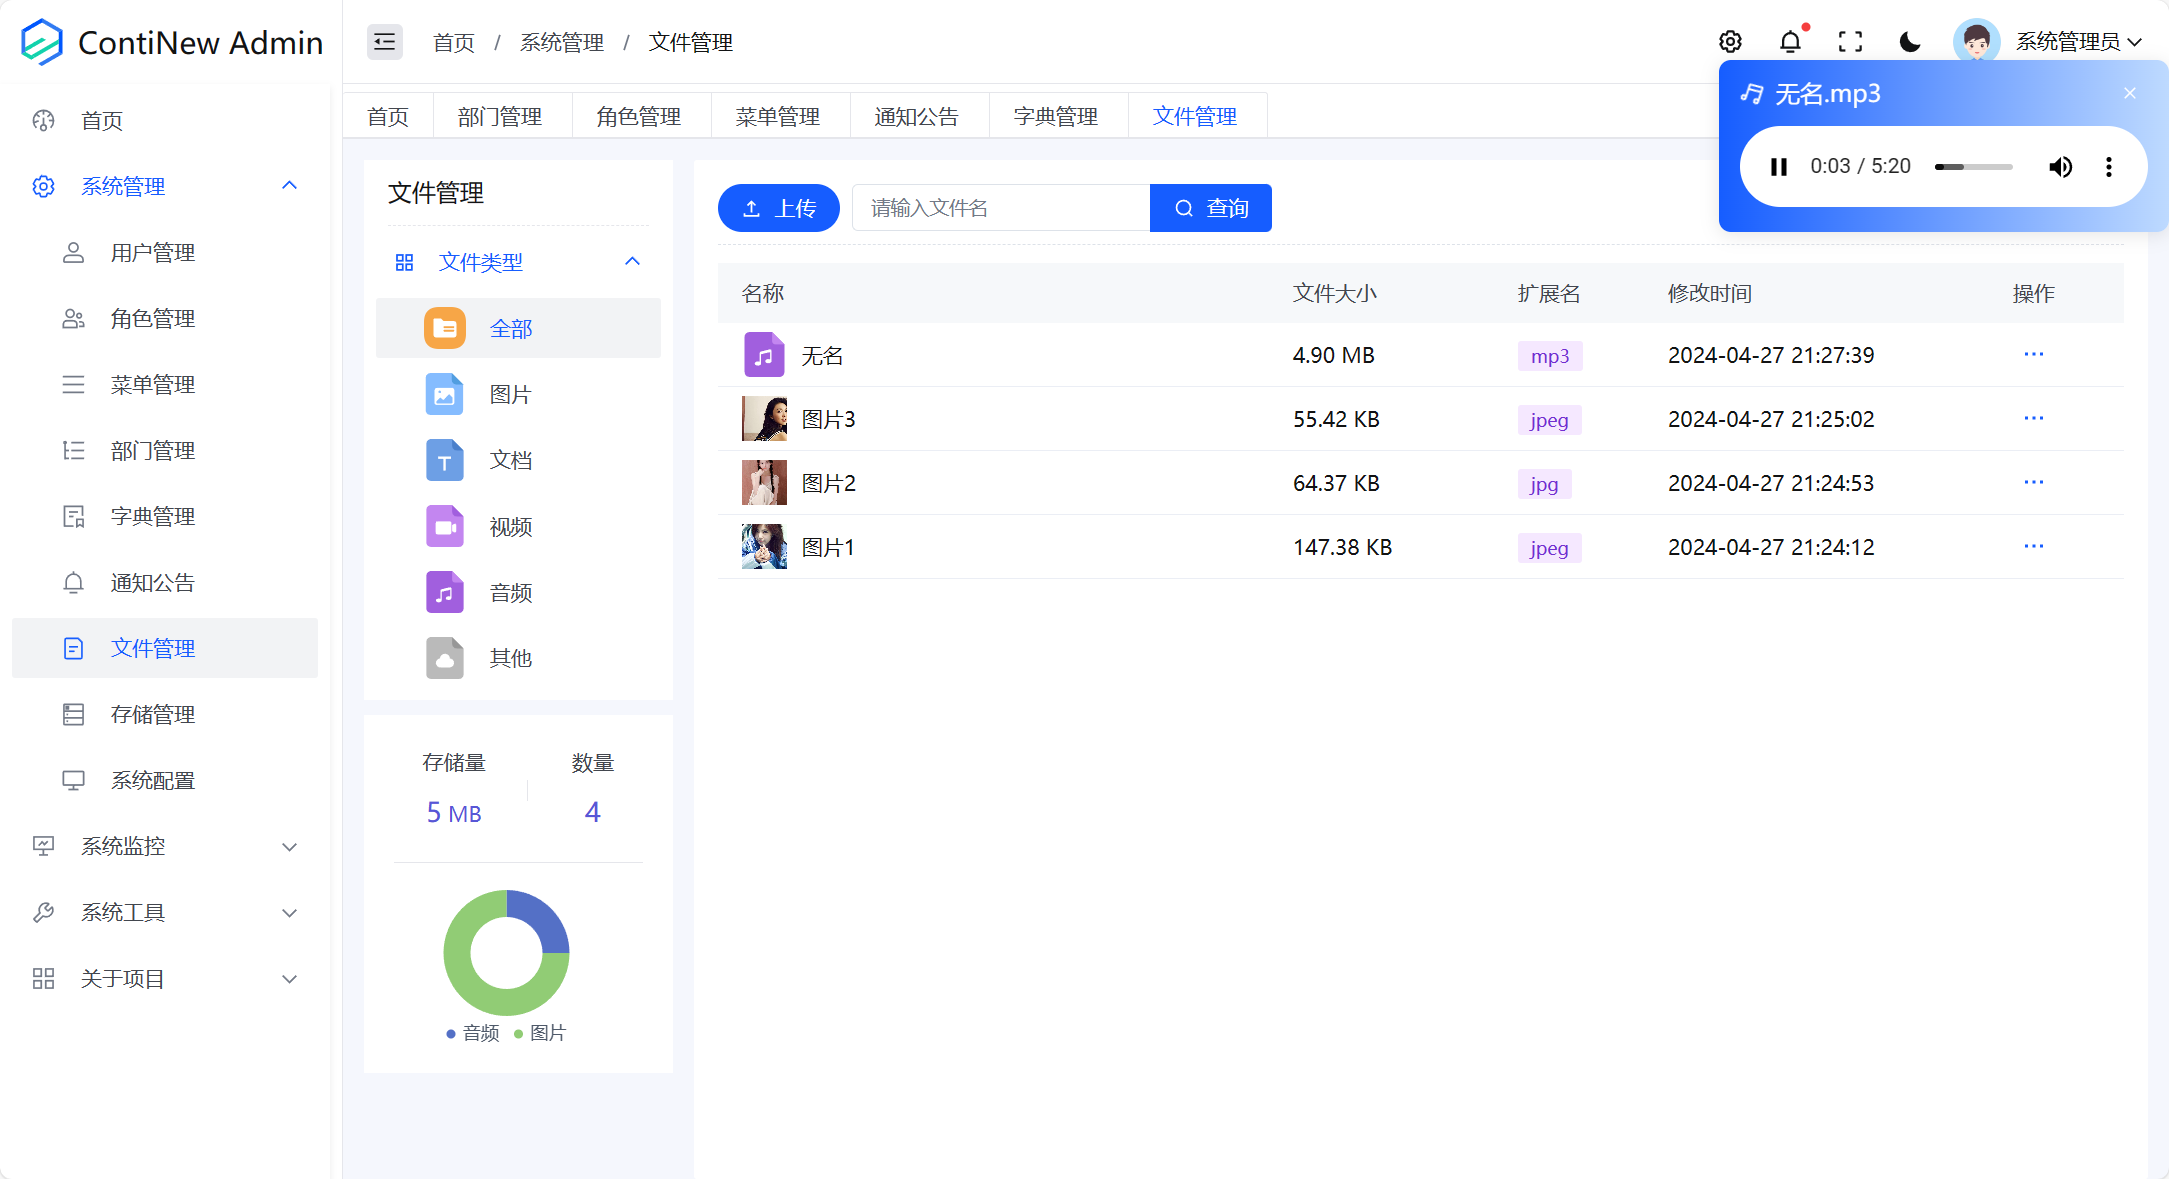 ContiNew Admin
首页 / 系统管理 / 文件管理
系统管理员
首页
系统管理
用户管理
角色管理
菜单管理
部门管理
字典管理
通知公告
文件管理
存储管理
系统配置
系统监控
系统工具
关于项目
首页 部门管理 角色管理 菜单管理 通知公告 字典管理 文件管理
无名.mp3
0:03 / 5:20
文件管理
文件类型
全部
图片
文档
视频
音频
其他
存储量 数量
5 MB 4
音频 图片
上传 请输入文件名 查询
名称 文件大小 扩展名 修改时间 操作
无名 4.90 MB mp3 2024-04-27 21:27:39
图片3 55.42 KB jpeg 2024-04-27 21:25:02
图片2 64.37 KB jpg 2024-04-27 21:24:53
图片1 147.38 KB jpeg 2024-04-27 21:24:12